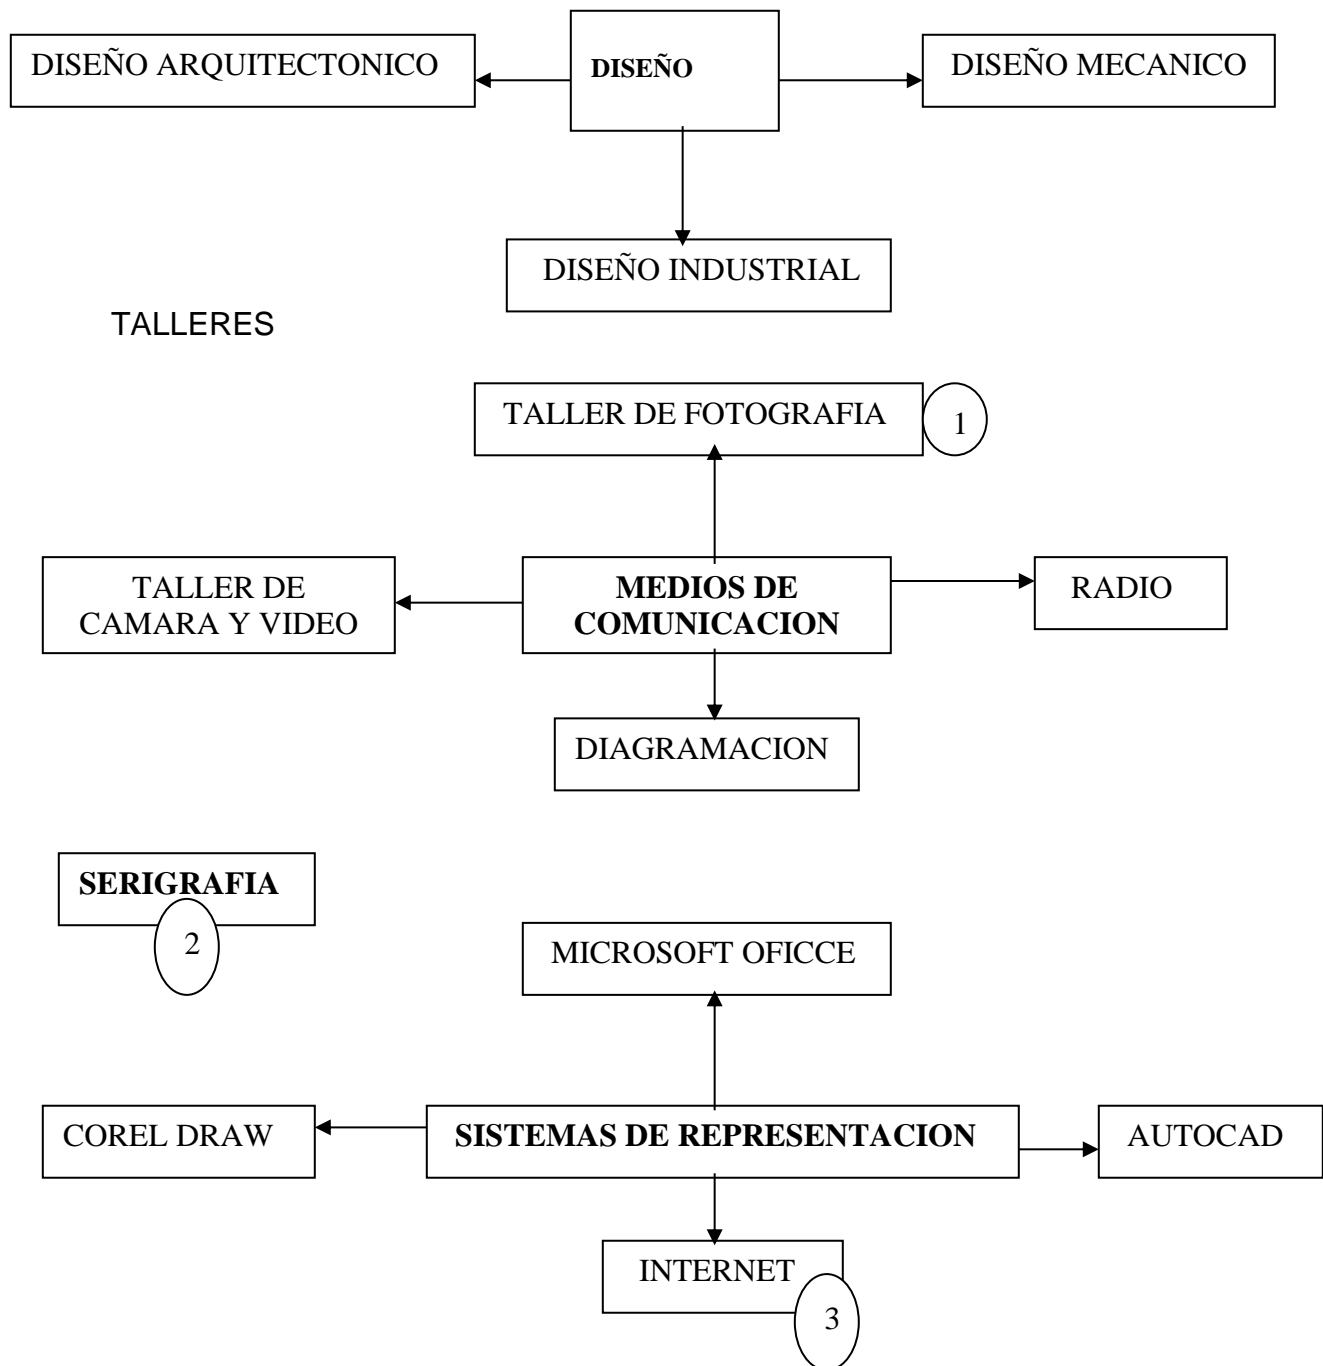 DISEÑO ARQUITECTONICO
DISEÑO
DISEÑO MECANICO
DISEÑO INDUSTRIAL
TALLERES
TALLER DE FOTOGRAFIA
1
TALLER DE
CAMARA Y VIDEO
MEDIOS DE
COMUNICACION
RADIO
DIAGRAMACION
SERIGRAFIA
2
MICROSOFT OFICCE
COREL DRAW
SISTEMAS DE REPRESENTACION
AUTOCAD
INTERNET
3